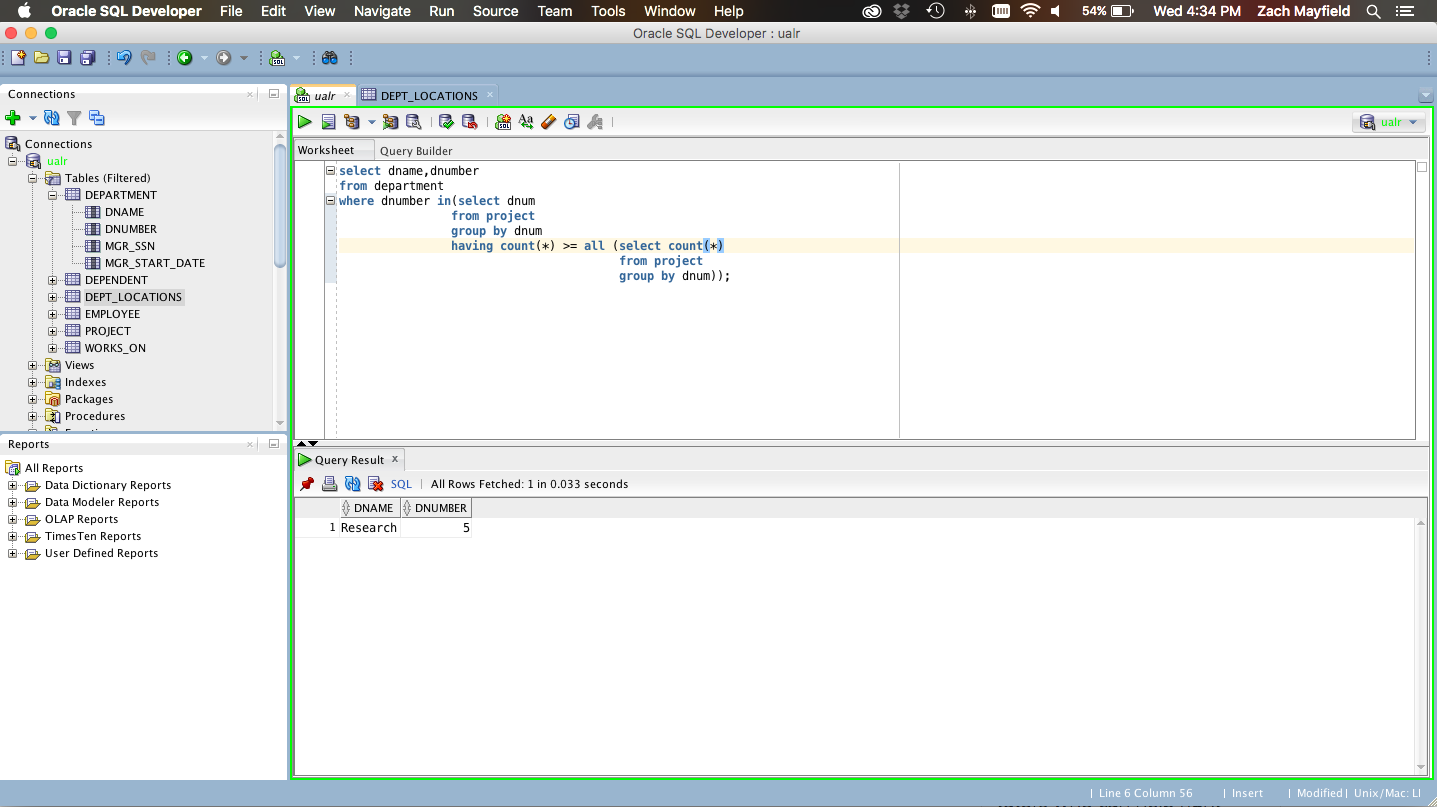 Oracle SQL Developer File Edit View Navigate Run Source Team Tools Window Help 54% Wed 4:34 PM Zach Mayfield
Oracle SQL Developer : ualr
Connections
Connections
ualr
Tables (Filtered)
DEPARTMENT
DNAME
DNUMBER
MGR_SSN
MGR_START_DATE
DEPENDENT
DEPT_LOCATIONS
EMPLOYEE
PROJECT
WORKS_ON
Views
Indexes
Packages
Procedures
Reports
All Reports
Data Dictionary Reports
Data Modeler Reports
OLAP Reports
TimesTen Reports
User Defined Reports
ualr DEPT_LOCATIONS
ualr
Worksheet Query Builder
select dname,dnumber
from department
where dnumber in(select dnum
from project
group by dnum
having count(*) >= all (select count(*)
from project
group by dnum));
Query Result
SQL | All Rows Fetched: 1 in 0.033 seconds
DNAME DNUMBER
1 Research 5
| Line 6 Column 56 | Insert | Modified | Unix/Mac: LI